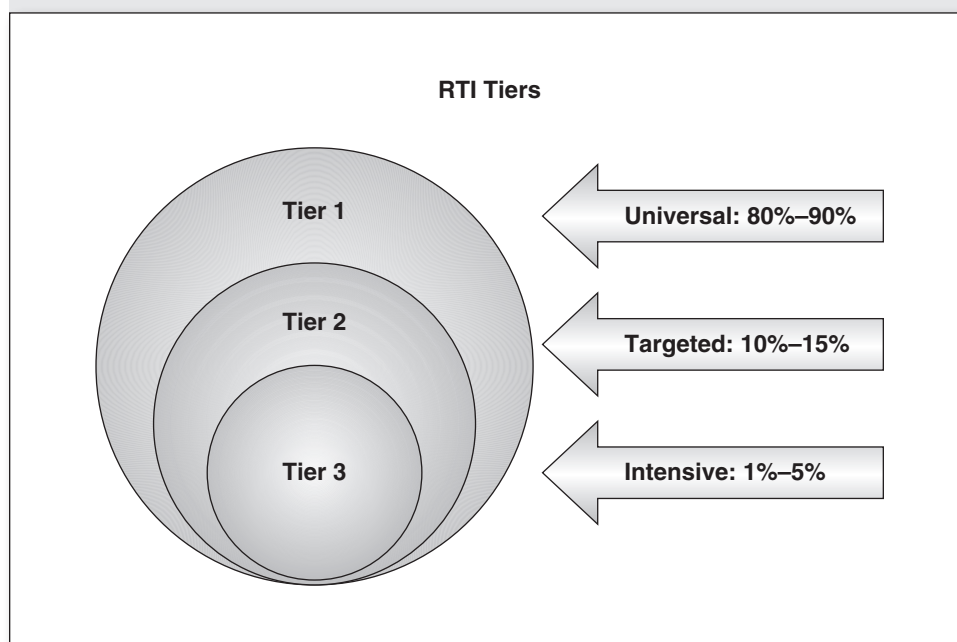 RTI Tiers
Tier 1
Universal: 80%–90%
Tier 2
Targeted: 10%–15%
Tier 3
Intensive: 1%–5%